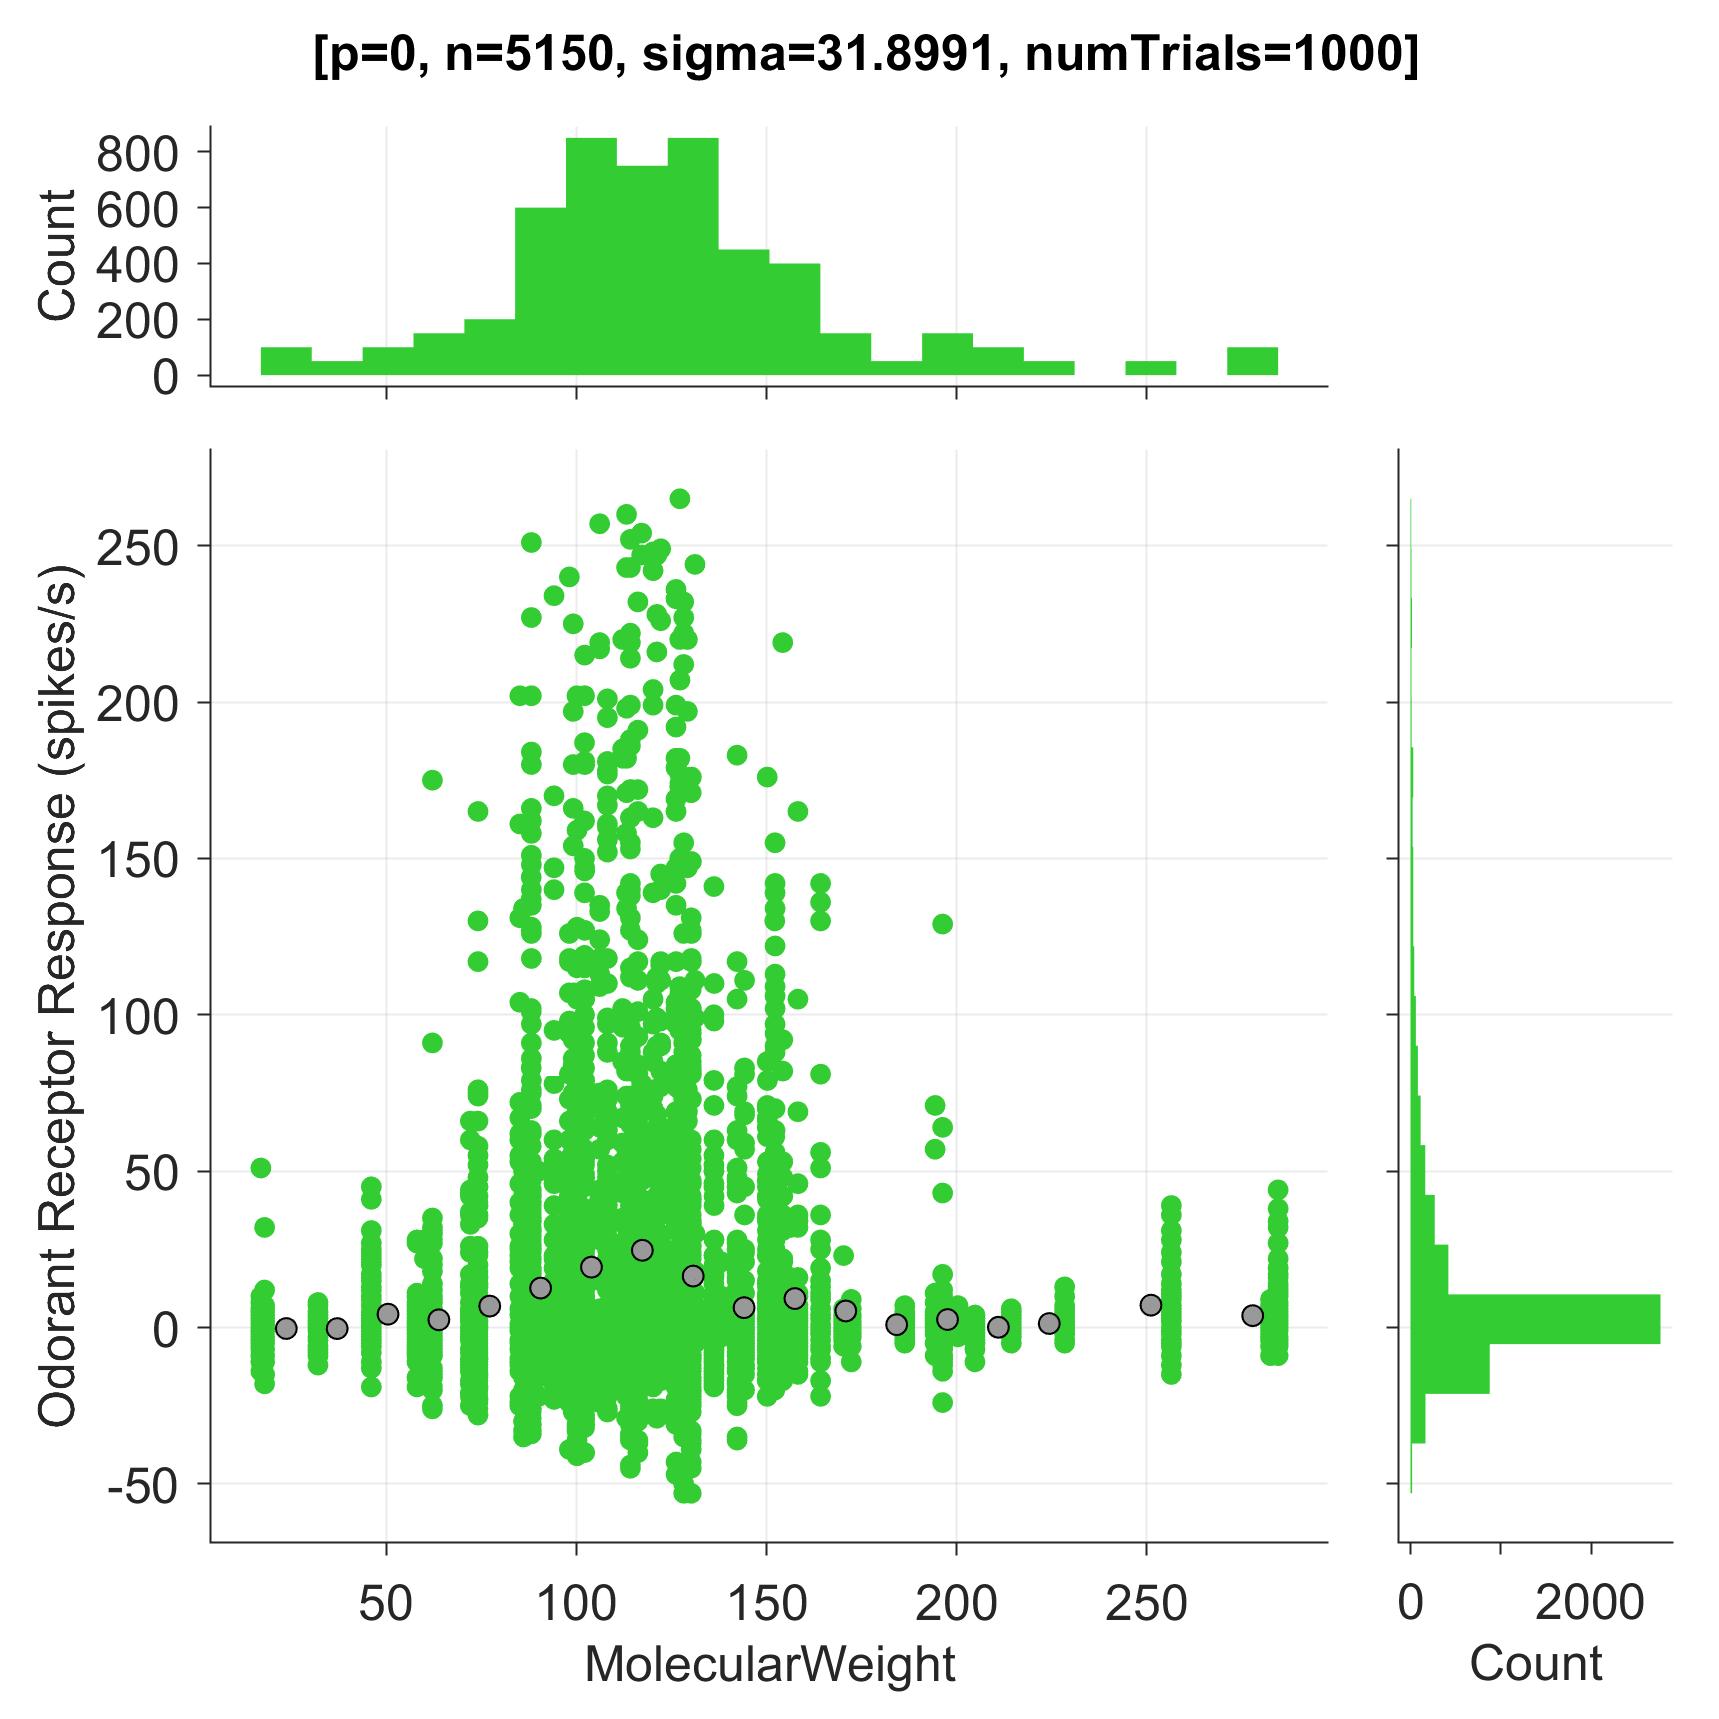 [p=0, n=5150, sigma=31.8991, numTrials=1000]
Count
800
600
400
200
0
Odorant Receptor Response (spikes/s)
250
200
150
100
50
0
-50
50 100 150 200 250
MolecularWeight
0 2000
Count